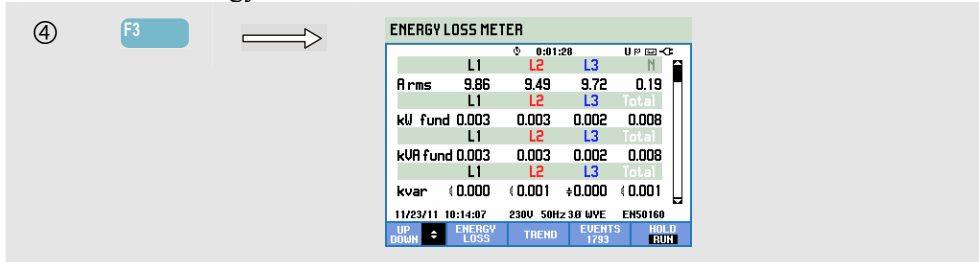 ④ F3
ENERGY LOSS METER
0:01:28 U
L1 L2 L3 N
A rms 9.86 9.49 9.72 0.19
L1 L2 L3 Total
kW fund 0.003 0.003 0.002 0.008
L1 L2 L3 Total
kVA fund 0.003 0.003 0.002 0.008
L1 L2 L3 Total
kvar 0.000 0.001 0.000 0.001
11/23/11 10:14:07 230V 50Hz 3.Ø WYE EN50160
UP DOWN ENERGY LOSS TREND EVENTS 1793 HOLD RUN